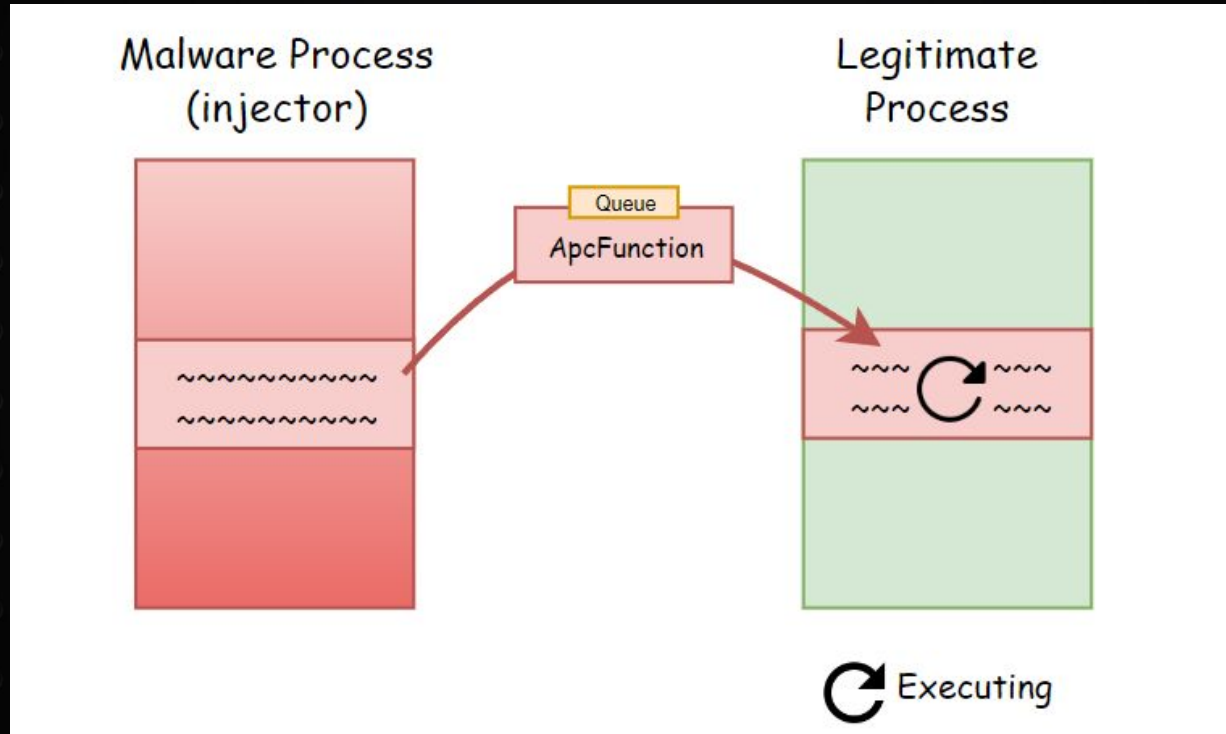 Malware Process
(injector)
Legitimate
Process
Queue
ApcFunction
~~~~~~~~~~
~~~~~~~~~~
~~~ ~~~
~~~ ~~~
Executing